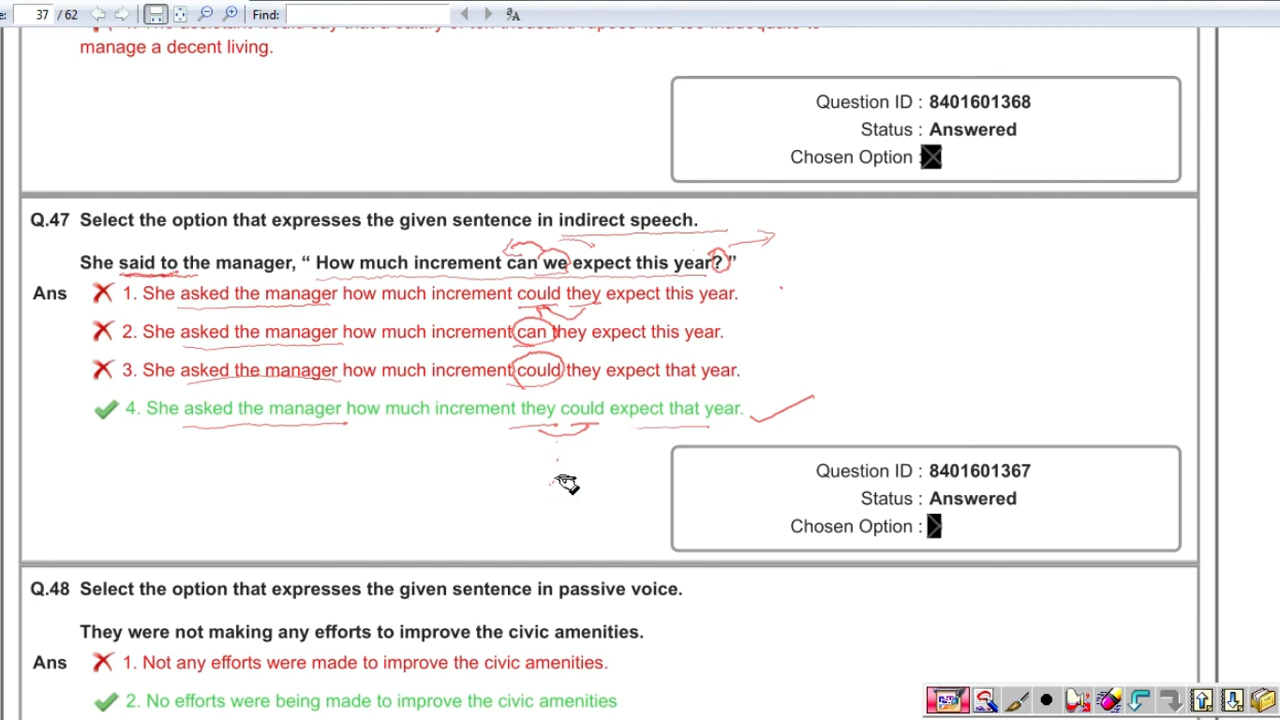 37 / 62 Find:
manage a decent living.
Question ID : 8401601368
Status : Answered
Chosen Option :
Q.47 Select the option that expresses the given sentence in indirect speech.
She said to the manager, “ How much increment can we expect this year? ”
Ans 1. She asked the manager how much increment could they expect this year.
2. She asked the manager how much increment can they expect this year.
3. She asked the manager how much increment could they expect that year.
4. She asked the manager how much increment they could expect that year.
Question ID : 8401601367
Status : Answered
Chosen Option :
Q.48 Select the option that expresses the given sentence in passive voice.
They were not making any efforts to improve the civic amenities.
Ans 1. Not any efforts were made to improve the civic amenities.
2. No efforts were being made to improve the civic amenities